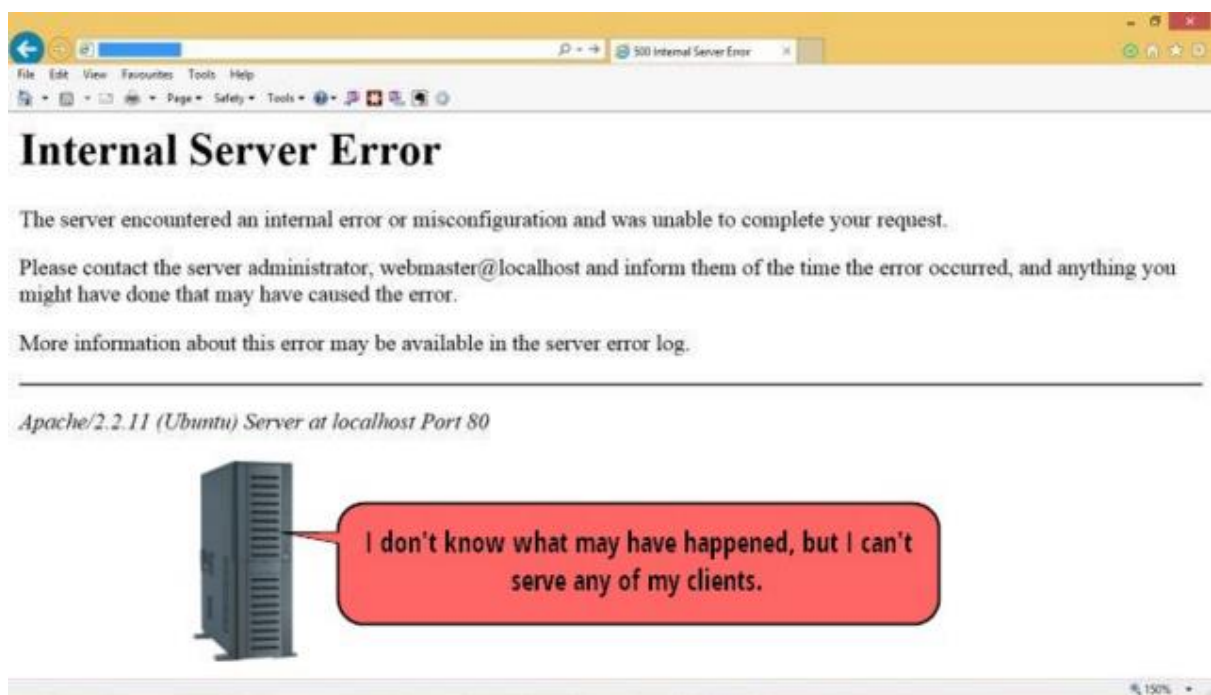 500 Internal Server Error
File Edit View Favourites Tools Help
Page Safety Tools
Internal Server Error
The server encountered an internal error or misconfiguration and was unable to complete your request.
Please contact the server administrator, webmaster@localhost and inform them of the time the error occurred, and anything you
might have done that may have caused the error.
More information about this error may be available in the server error log.
Apache/2.2.11 (Ubuntu) Server at localhost Port 80
I don't know what may have happened, but I can't
serve any of my clients.
150%